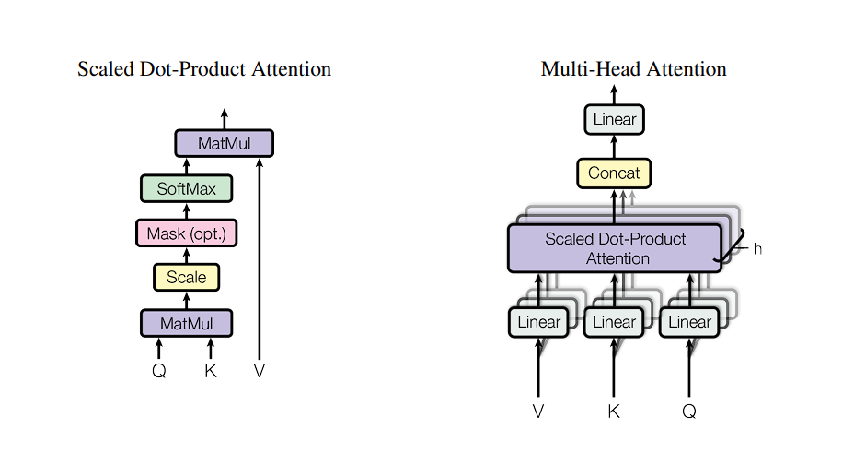 Scaled Dot-Product Attention
MatMul
SoftMax
Mask (opt.)
Scale
MatMul
Q K V
Multi-Head Attention
Linear
Concat
Scaled Dot-Product
Attention
h
Linear Linear Linear
V K Q